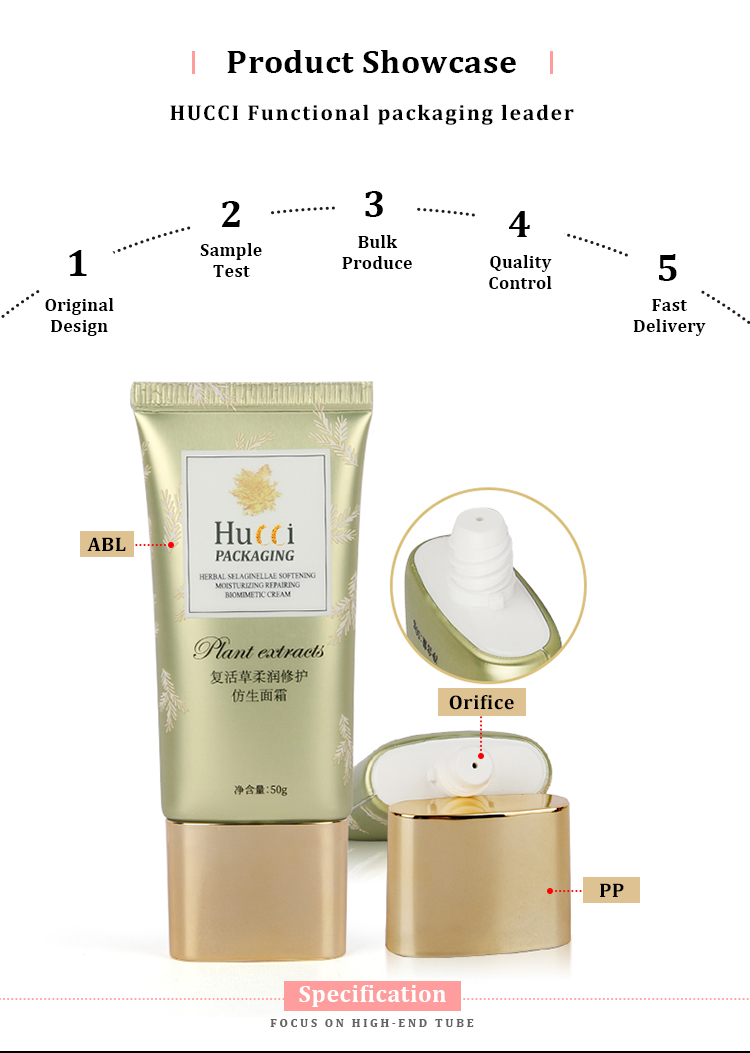 Product Showcase
HUCCI Functional packaging leader
1
Original
Design
2
Sample
Test
3
Bulk
Produce
4
Quality
Control
5
Fast
Delivery
ABL
Hucci
PACKAGING
HERBAL SELAGINELLAE SOFTENING
MOISTURIZING REPAIRING
BIOMIMETIC CREAM
Plant extracts
复活草柔润修护
仿生面霜
净含量:50g
Orifice
PP
Specification
FOCUS ON HIGH-END TUBE